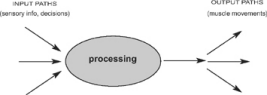 INPUT PATHS
(sensory info, decisions)
OUTPUT PATHS
(muscle movements)
processing